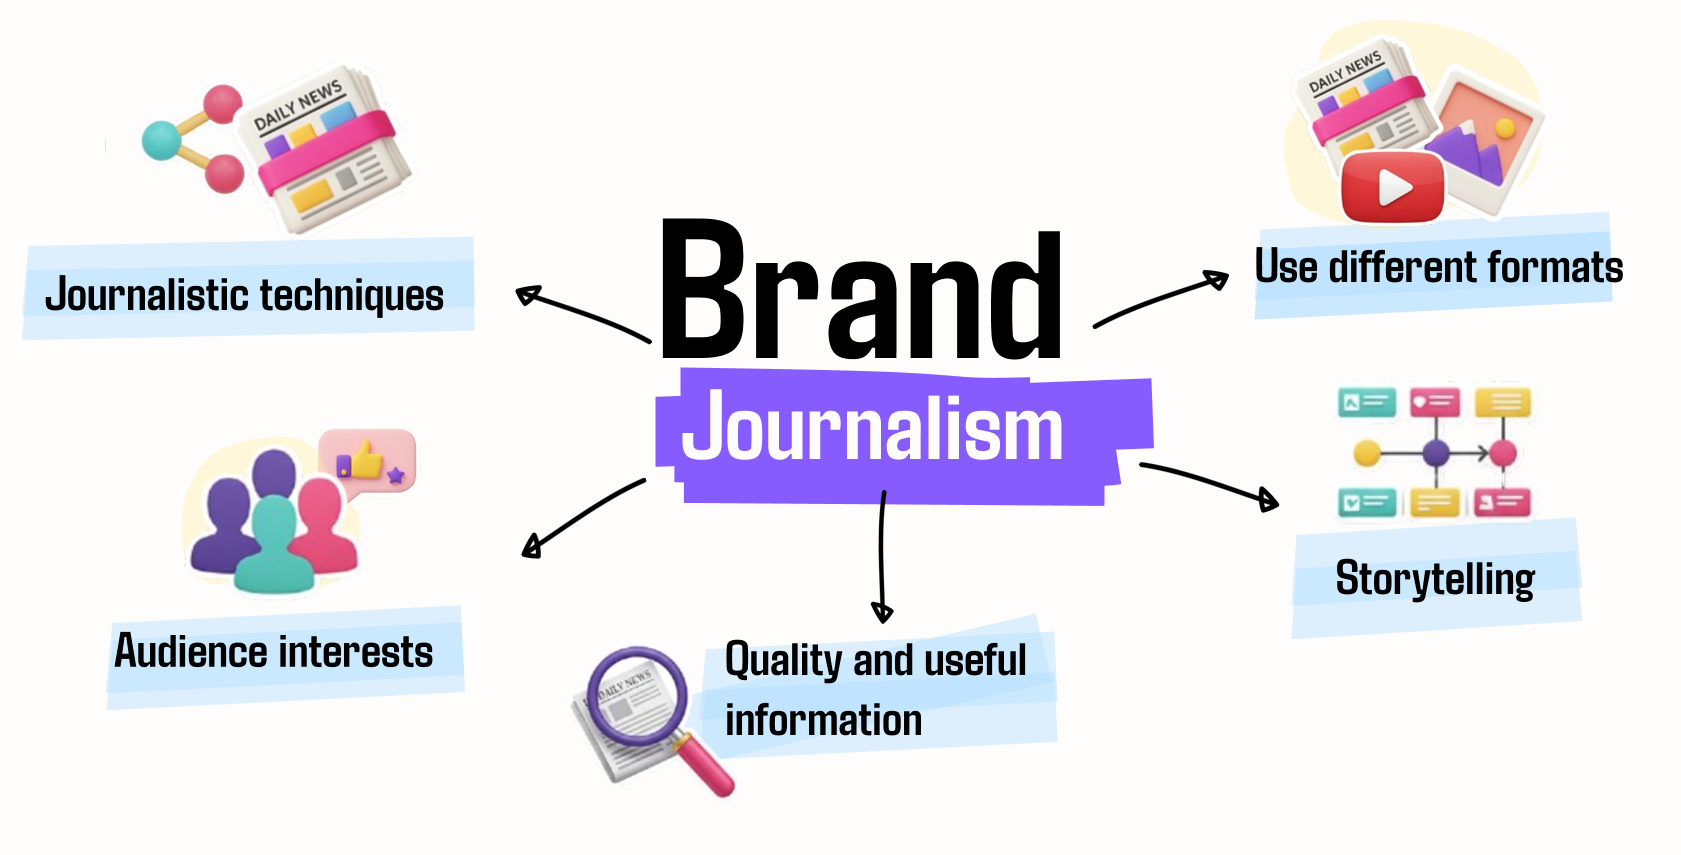 DAILY NEWS
DAILY NEWS
Brand
Journalism
Journalistic techniques
Use different formats
Audience interests
Storytelling
DAILY NEWS
Quality and useful
information